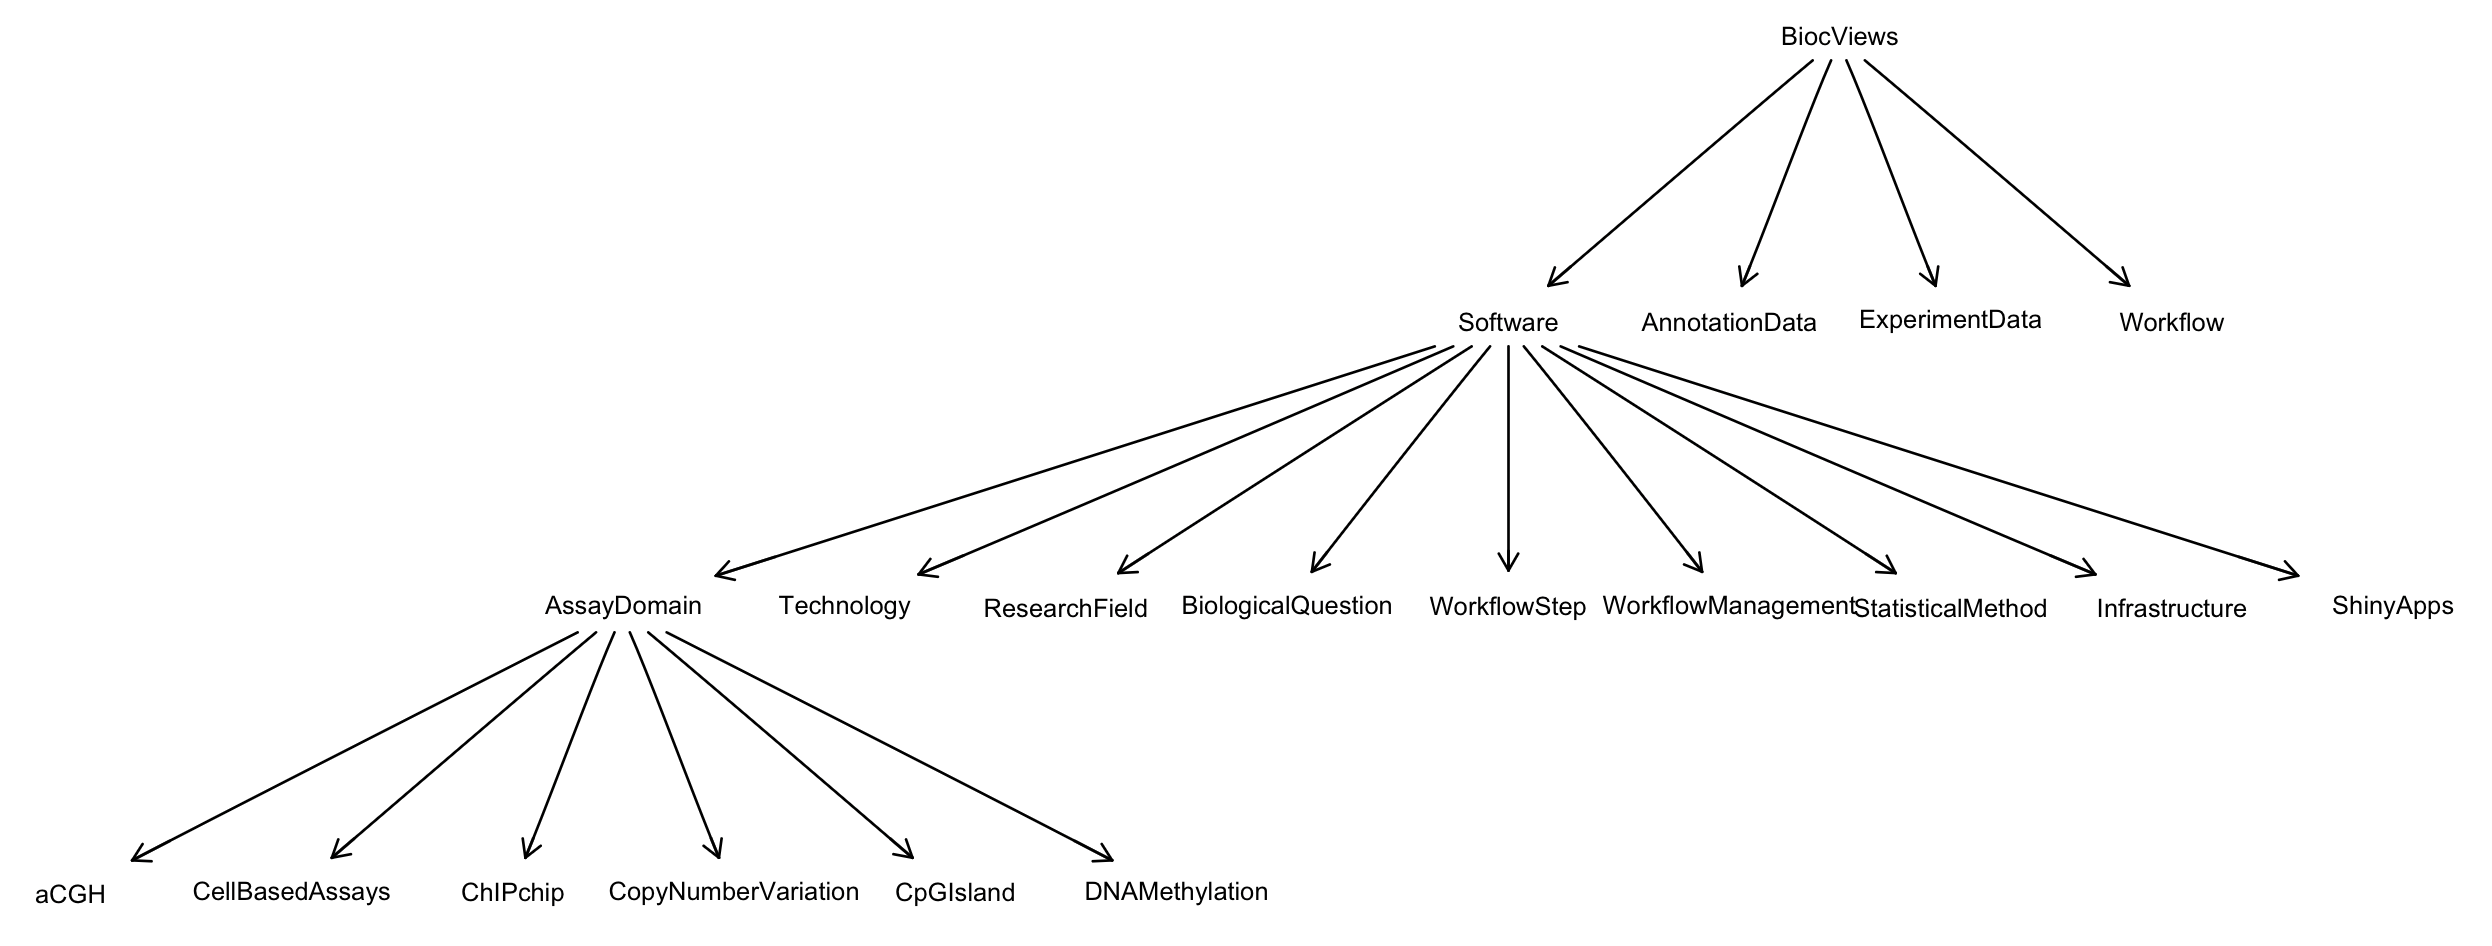 BiocViews
Software AnnotationData ExperimentData Workflow
AssayDomain Technology ResearchField BiologicalQuestion WorkflowStep WorkflowManagement StatisticalMethod Infrastructure ShinyApps
aCGH CellBasedAssays ChIPchip CopyNumberVariation CpGIsland DNAMethylation